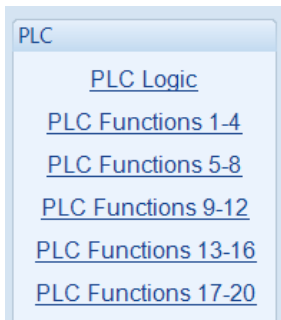 PLC
PLC Logic
PLC Functions 1-4
PLC Functions 5-8
PLC Functions 9-12
PLC Functions 13-16
PLC Functions 17-20